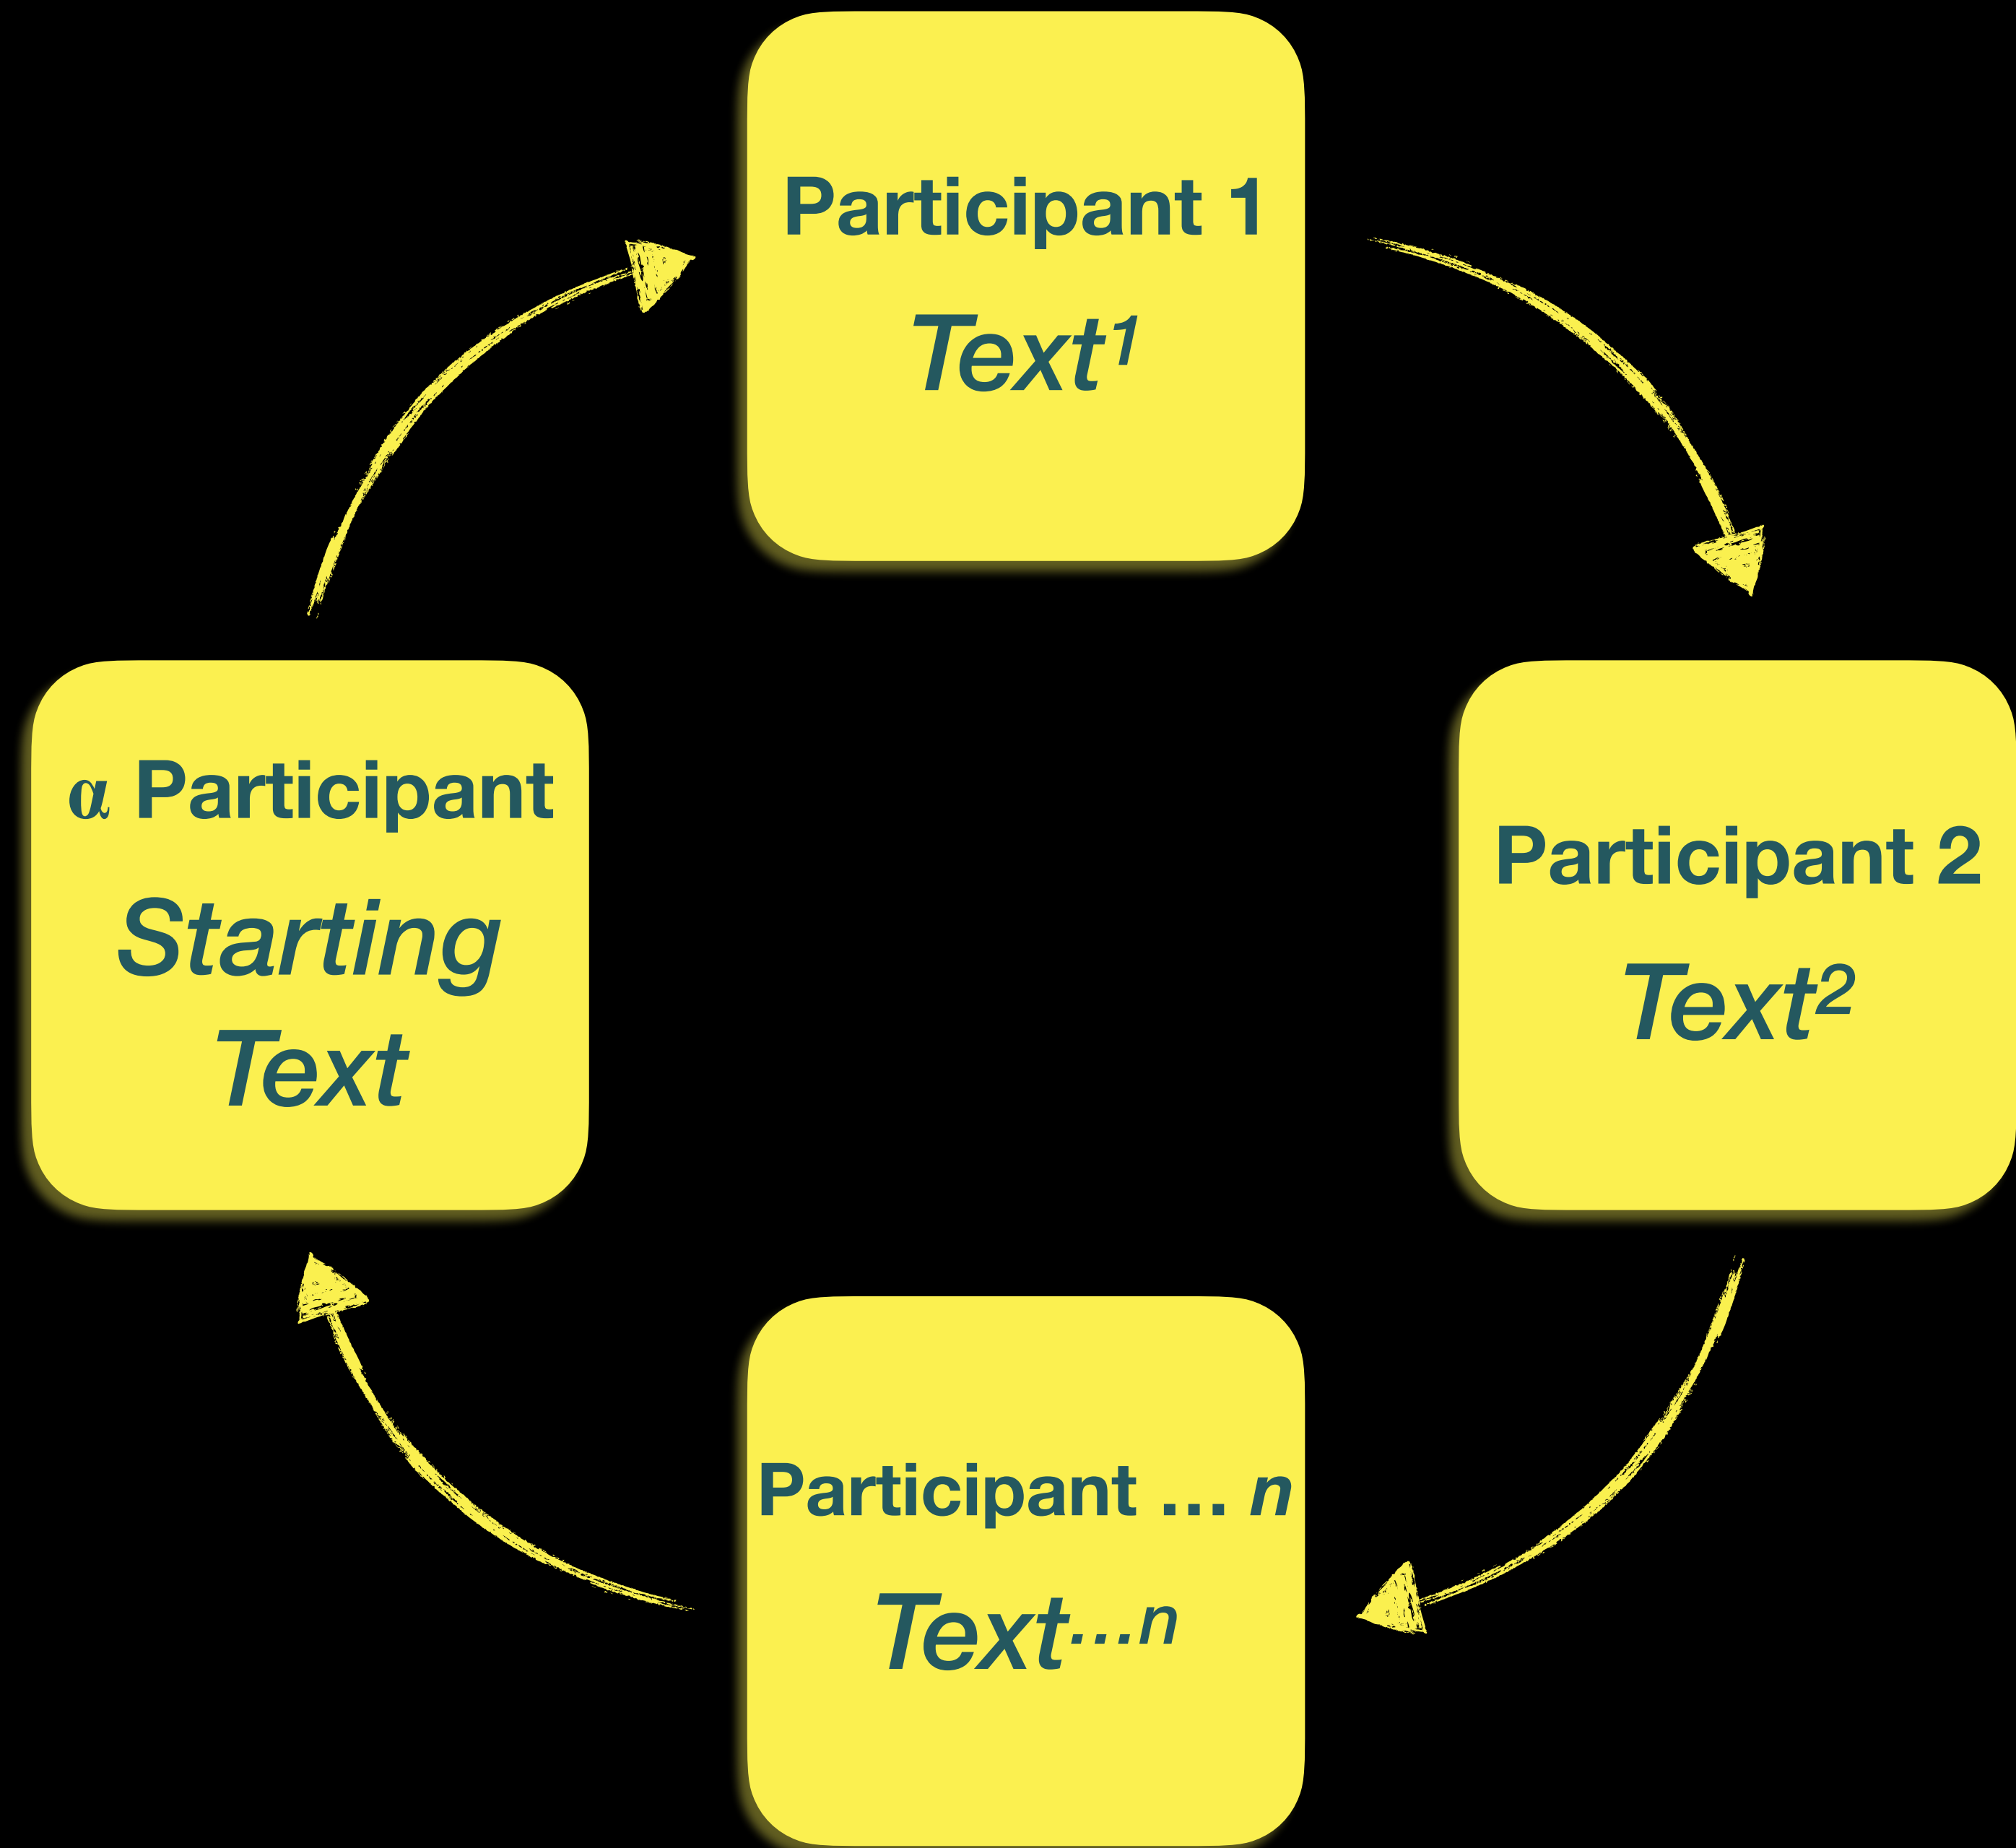 Participant 1
Text¹
α Participant
Starting
Text
Participant 2
Text²
Participant ... n
Text...ⁿ